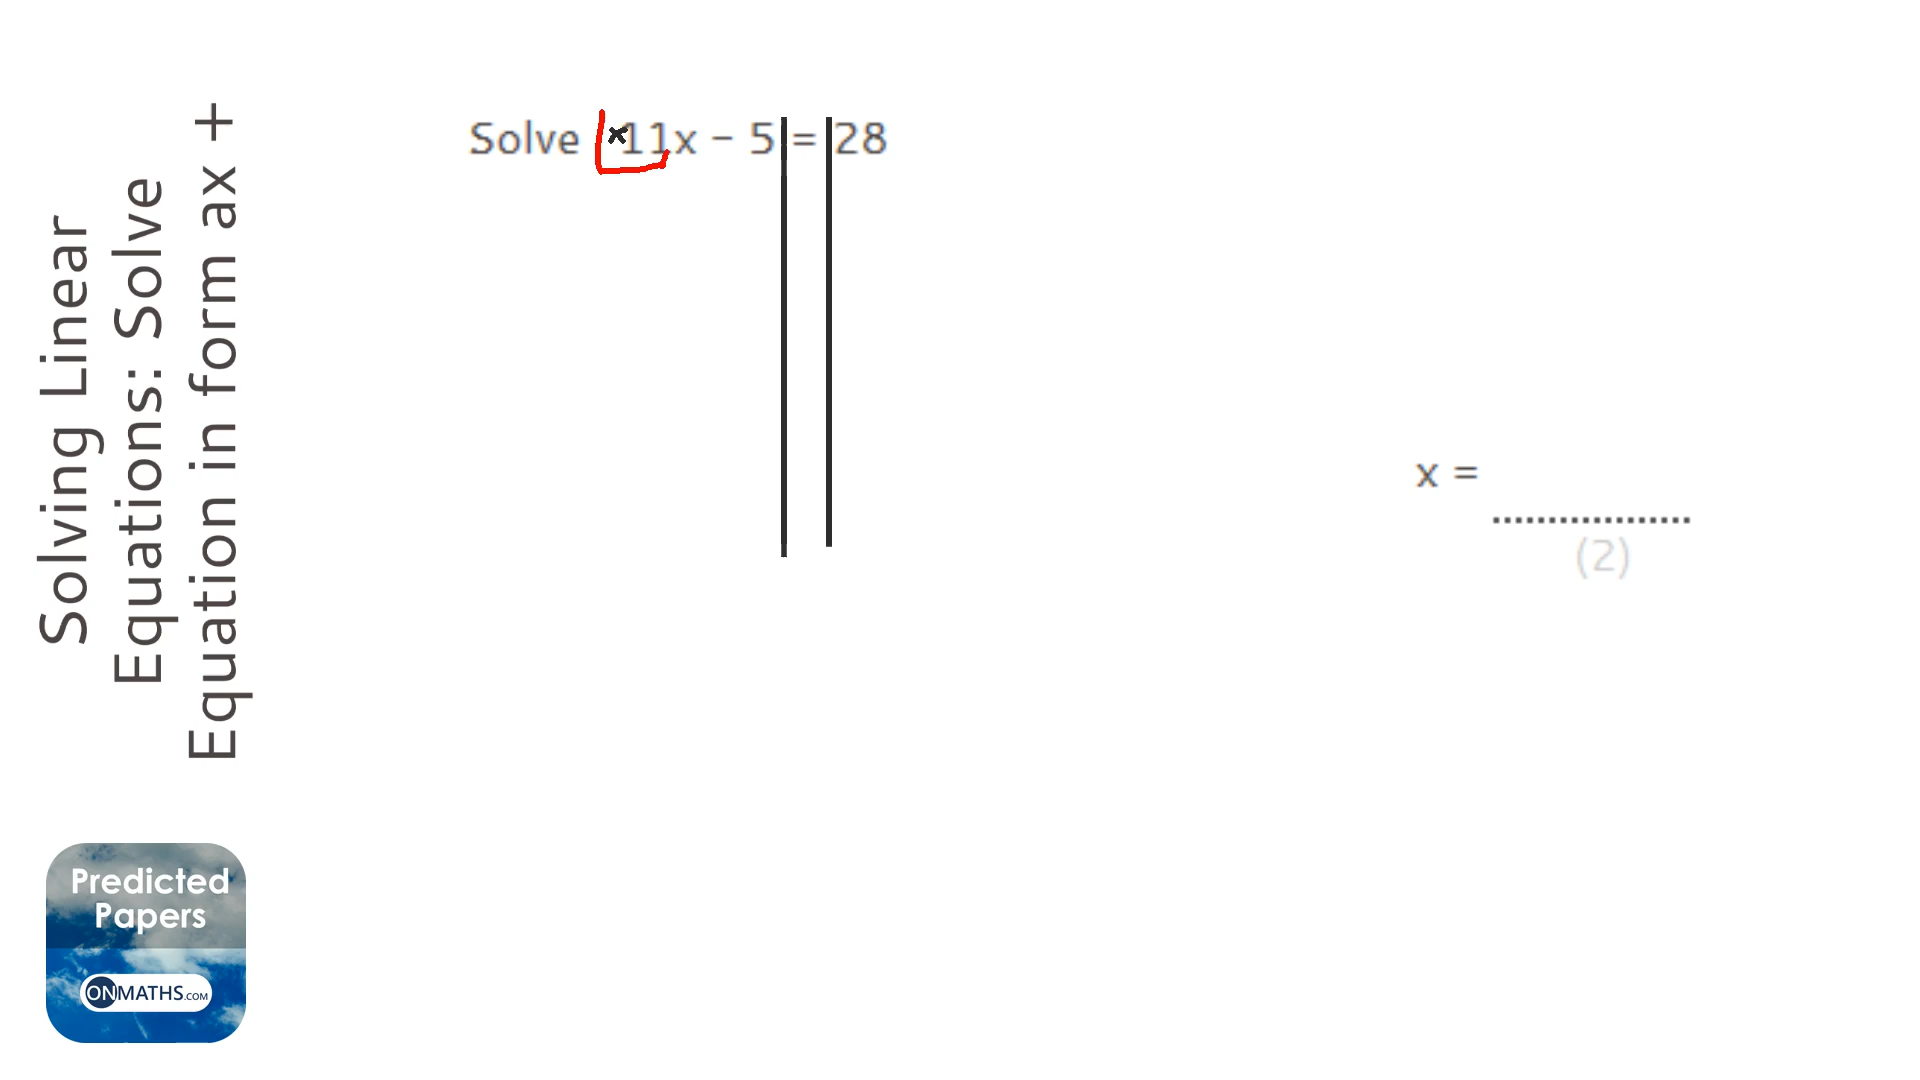 Solving Linear
Equations: Solve
Equation in form ax +
Solve ×11x − 5 = 28
x =
(2)
Predicted
Papers
ONMATHS.COM